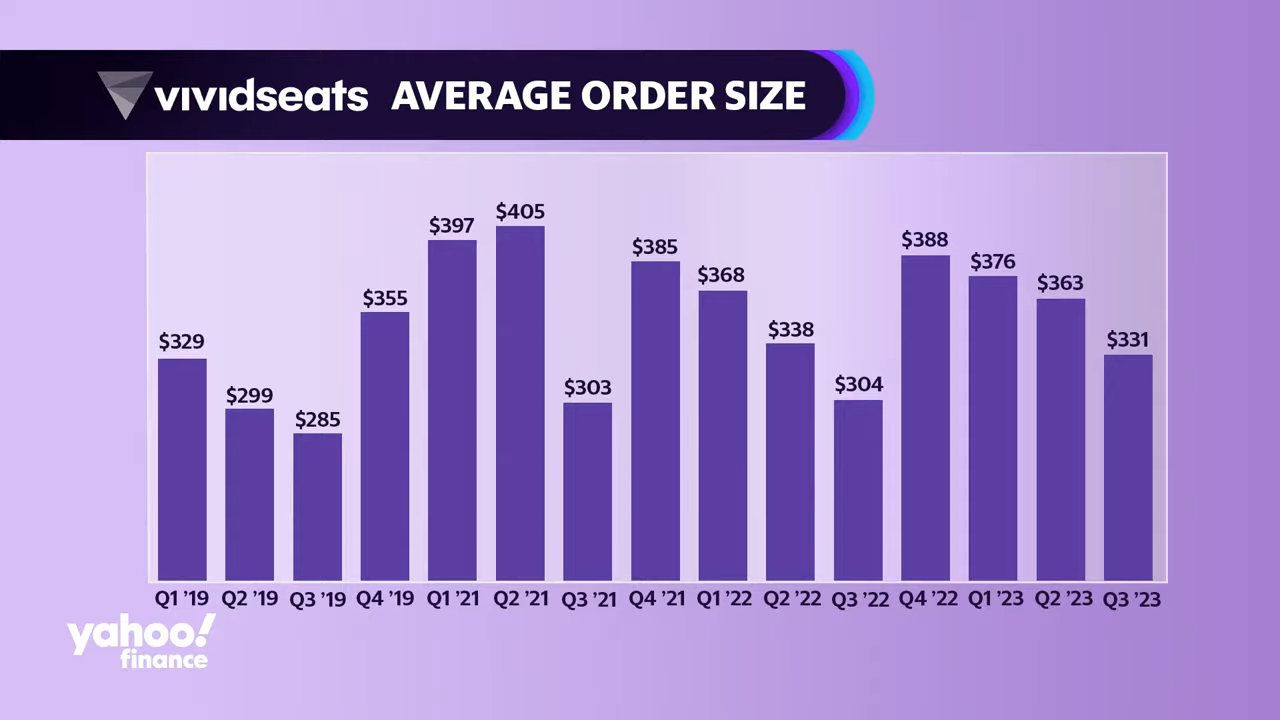 vividseats AVERAGE ORDER SIZE
$329 $299 $285 $355 $397 $405 $303 $385 $368 $338 $304 $388 $376 $363 $331
Q1 ’19 Q2 ’19 Q3 ’19 Q4 ’19 Q1 ’21 Q2 ’21 Q3 ’21 Q4 ’21 Q1 ’22 Q2 ’22 Q3 ’22 Q4 ’22 Q1 ’23 Q2 ’23 Q3 ’23
yahoo!
finance